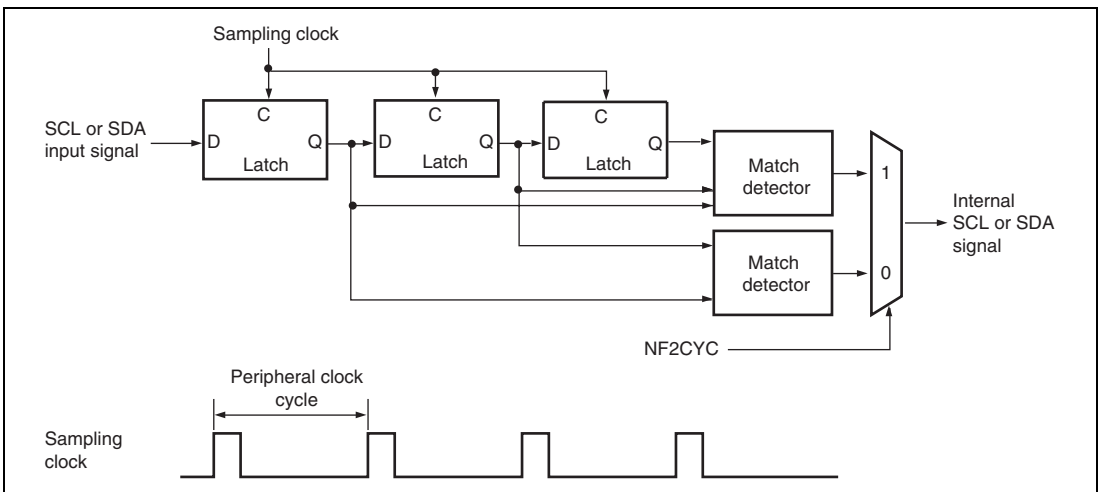 Sampling clock
SCL or SDA
input signal
C
D
Q
Latch
C
D
Q
Latch
C
D
Q
Latch
Match
detector
Match
detector
1
0
Internal
SCL or SDA
signal
NF2CYC
Peripheral clock
cycle
Sampling
clock